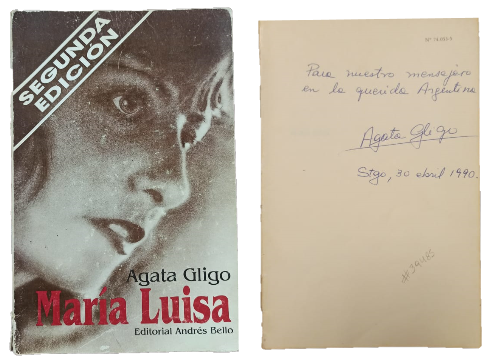 SEGUNDA
EDICIÓN
Agata Gligo
María Luisa
Editorial Andrés Bello
Para nuestro mensajero
en la querida Argentina
Agata Gligo
Stgo, 30 abril 1990.